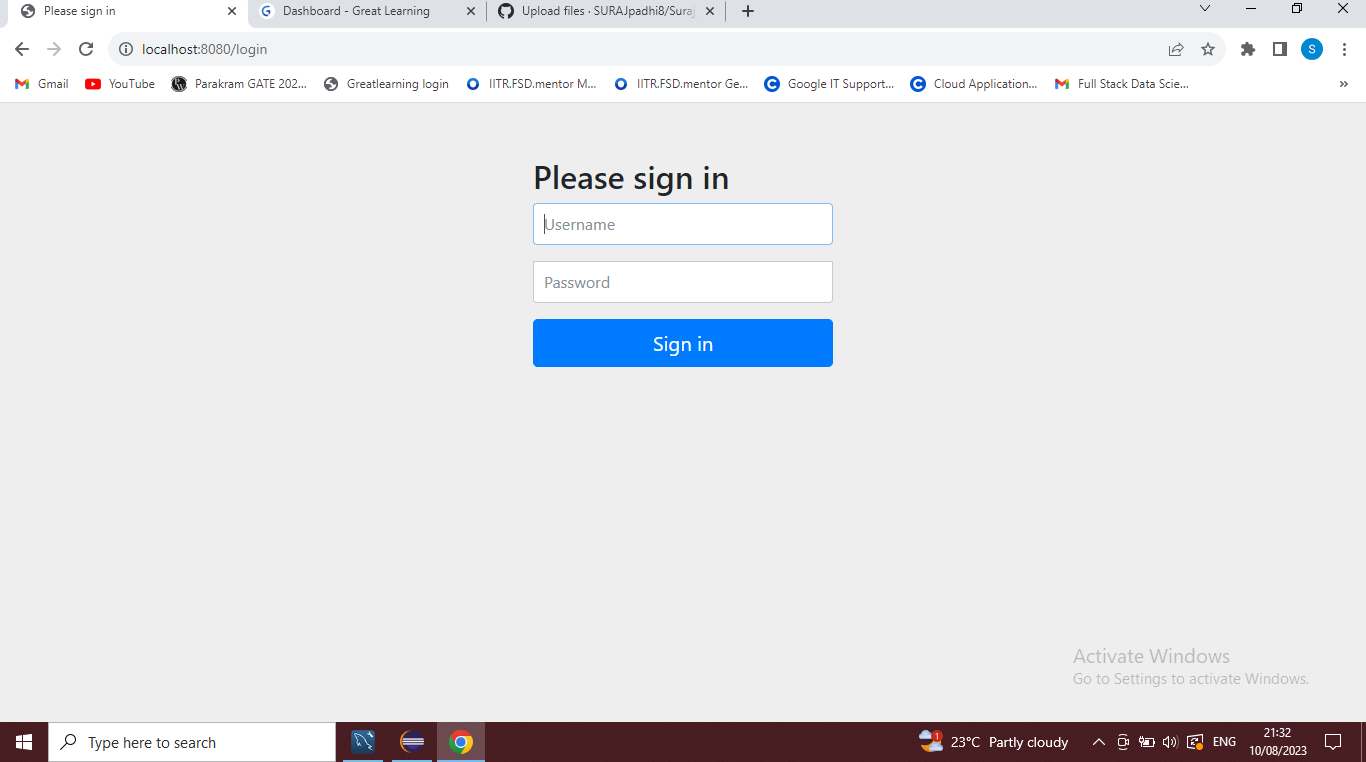 Please sign in
Dashboard - Great Learning
Upload files · SURAJpadhi8/Suraj
localhost:8080/login
S
Gmail
YouTube
Parakram GATE 202...
Greatlearning login
IITR.FSD.mentor M...
IITR.FSD.mentor Ge...
Google IT Support...
Cloud Application...
Full Stack Data Scie...
»
Please sign in
Username
Password
Sign in
Activate Windows
Go to Settings to activate Windows.
Type here to search
1
23°C Partly cloudy
ENG
21:32
10/08/2023